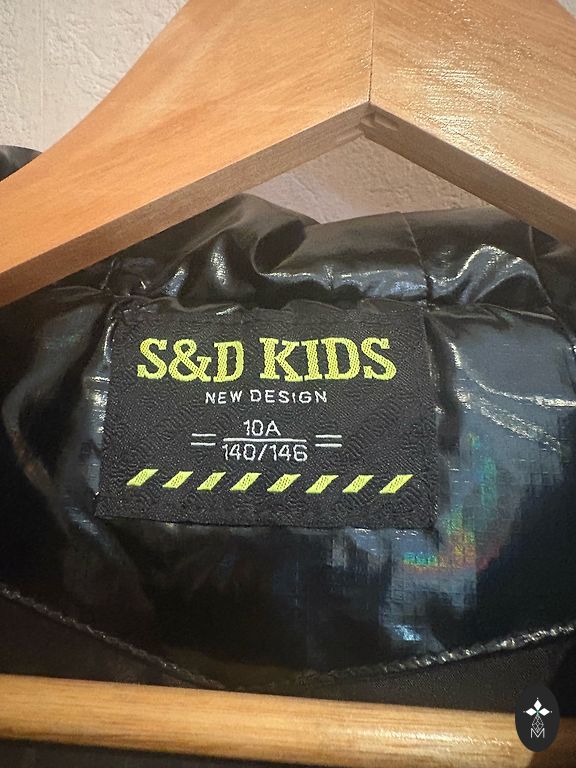 S&D KIDS
NEW DESIGN
10A
140/146
M